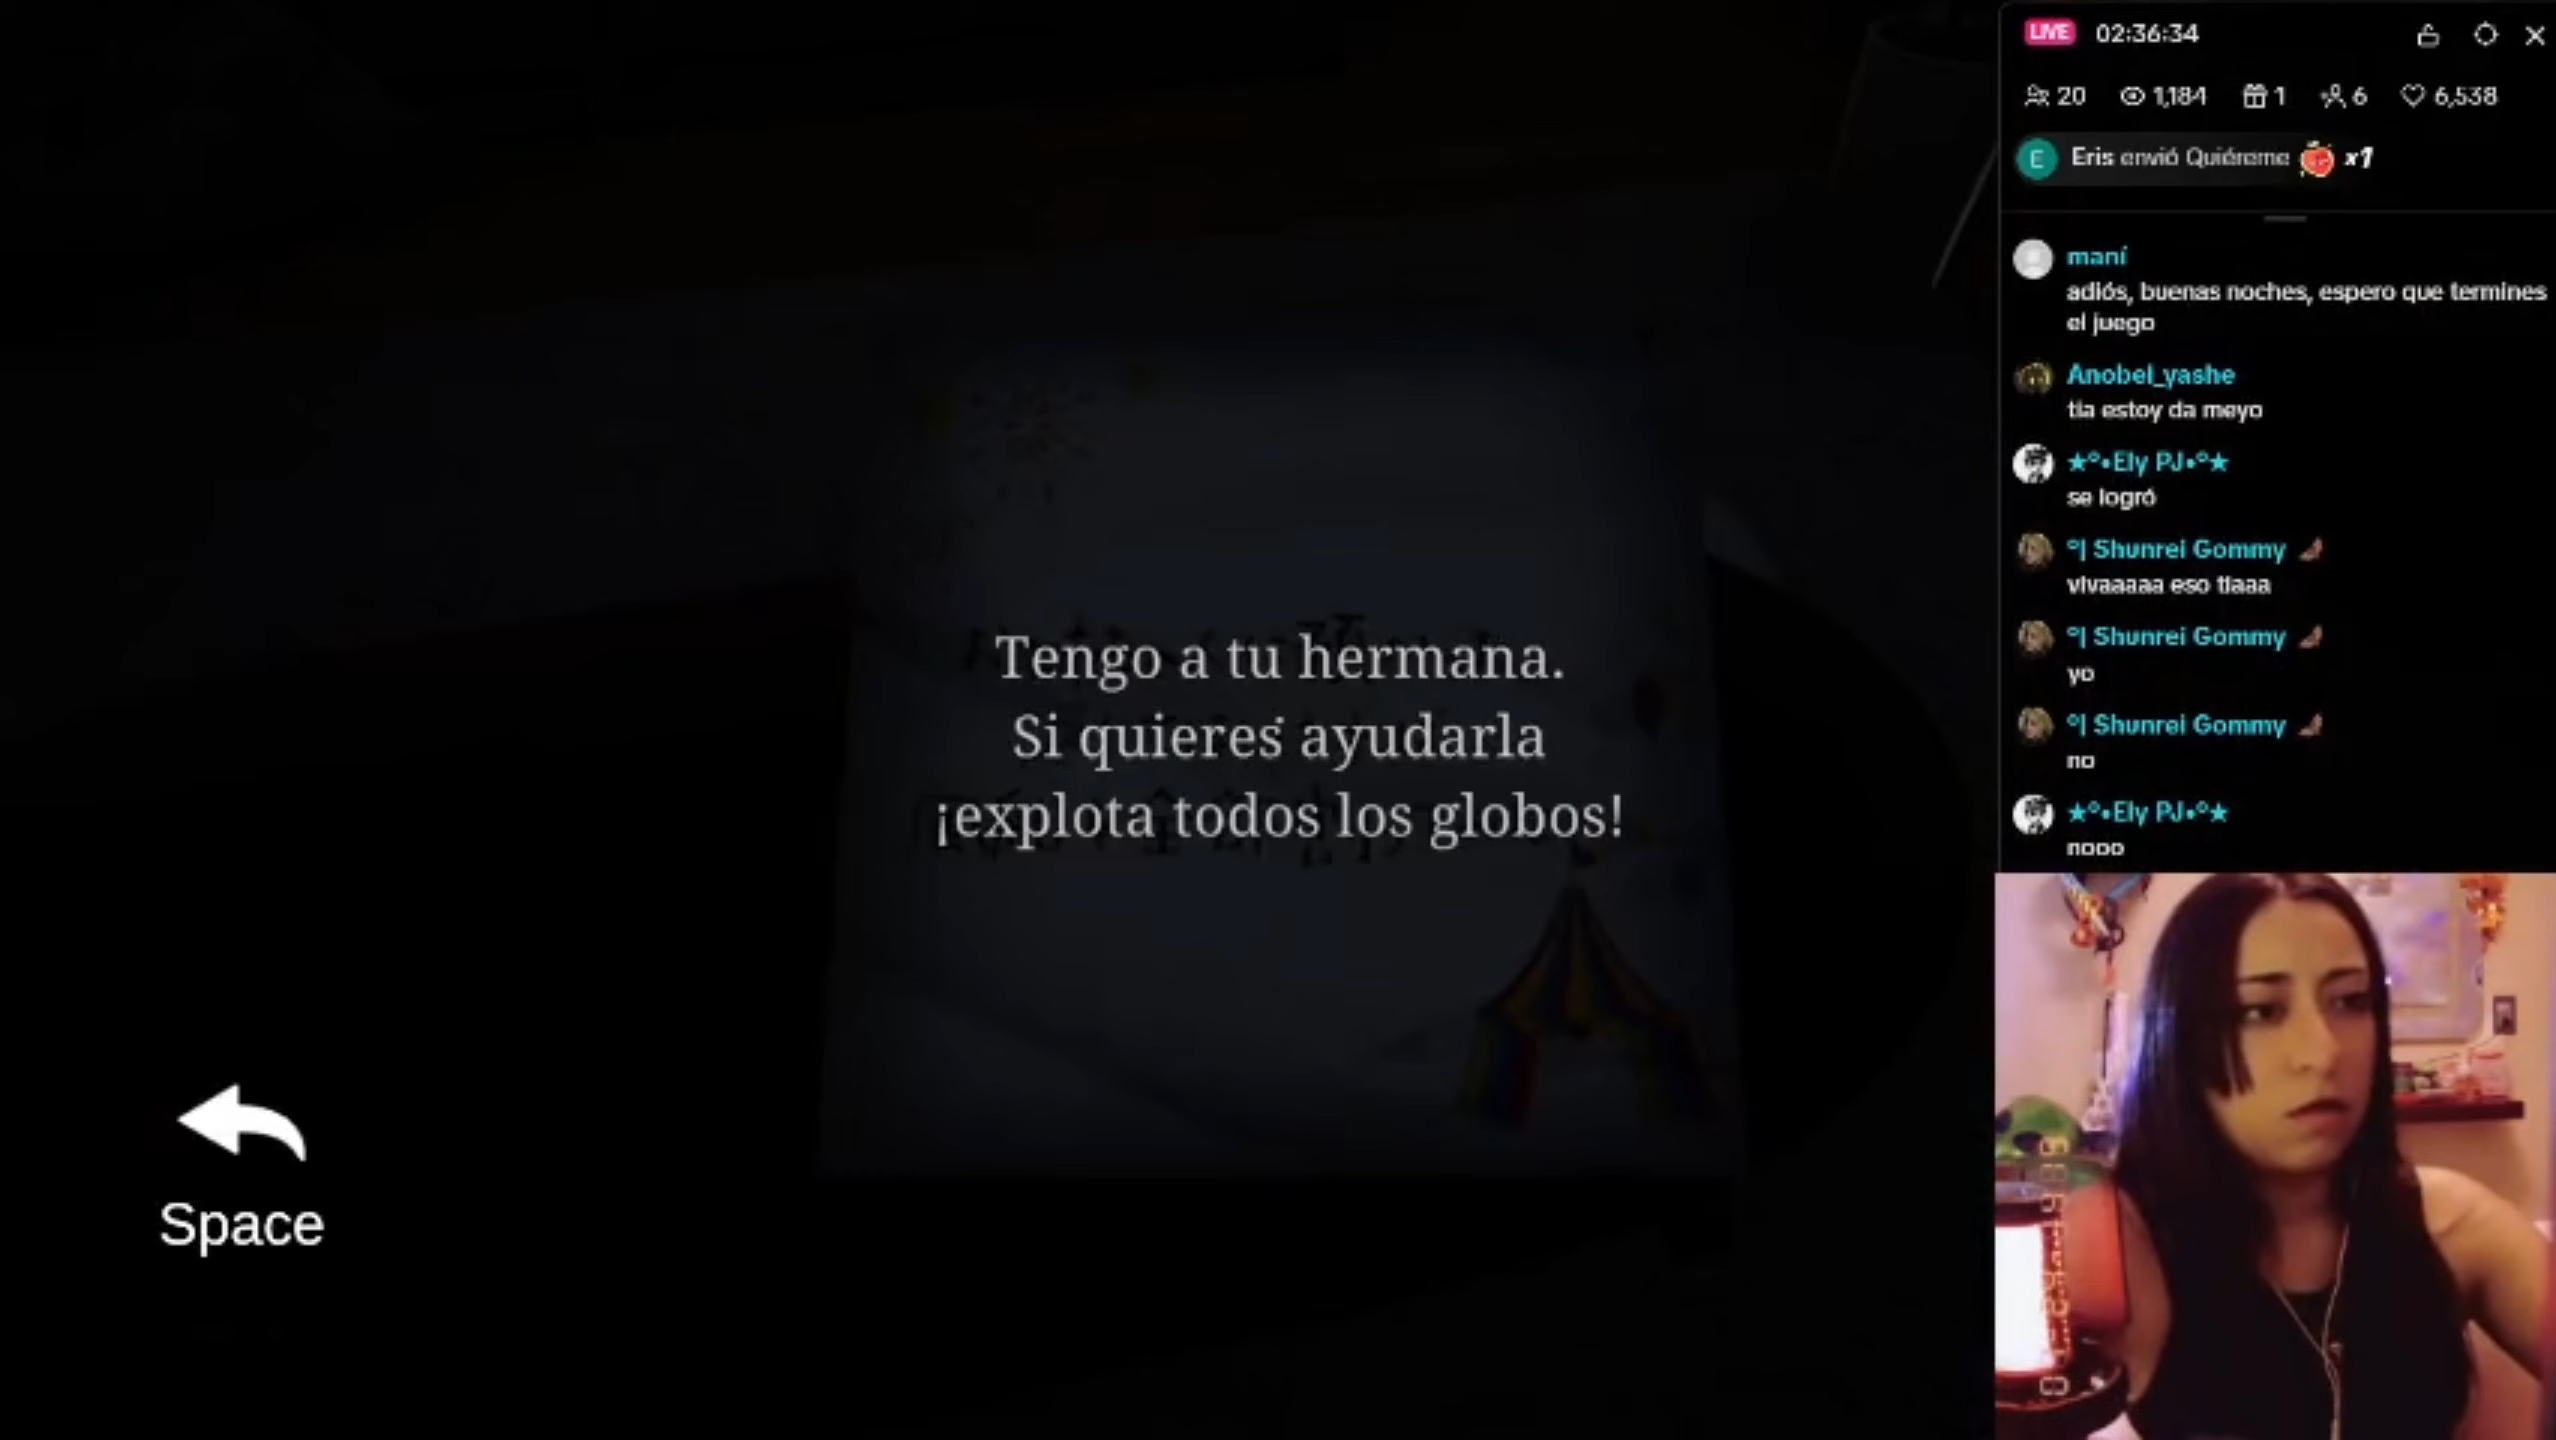 LIVE 02:36:34
20 1,184 1 6 6,538
E Eris envió Quiéreme x1
maní
adiós, buenas noches, espero que termines
el juego
Anobel_yashe
tia estoy da meyo
★°•Ely PJ•°★
se logró
°| Shunrei Gommy
vivaaaaa eso tiaaa
°| Shunrei Gommy
yo
°| Shunrei Gommy
no
★°•Ely PJ•°★
nooo
Tengo a tu hermana.
Si quieres ayudarla
¡explota todos los globos!
Space